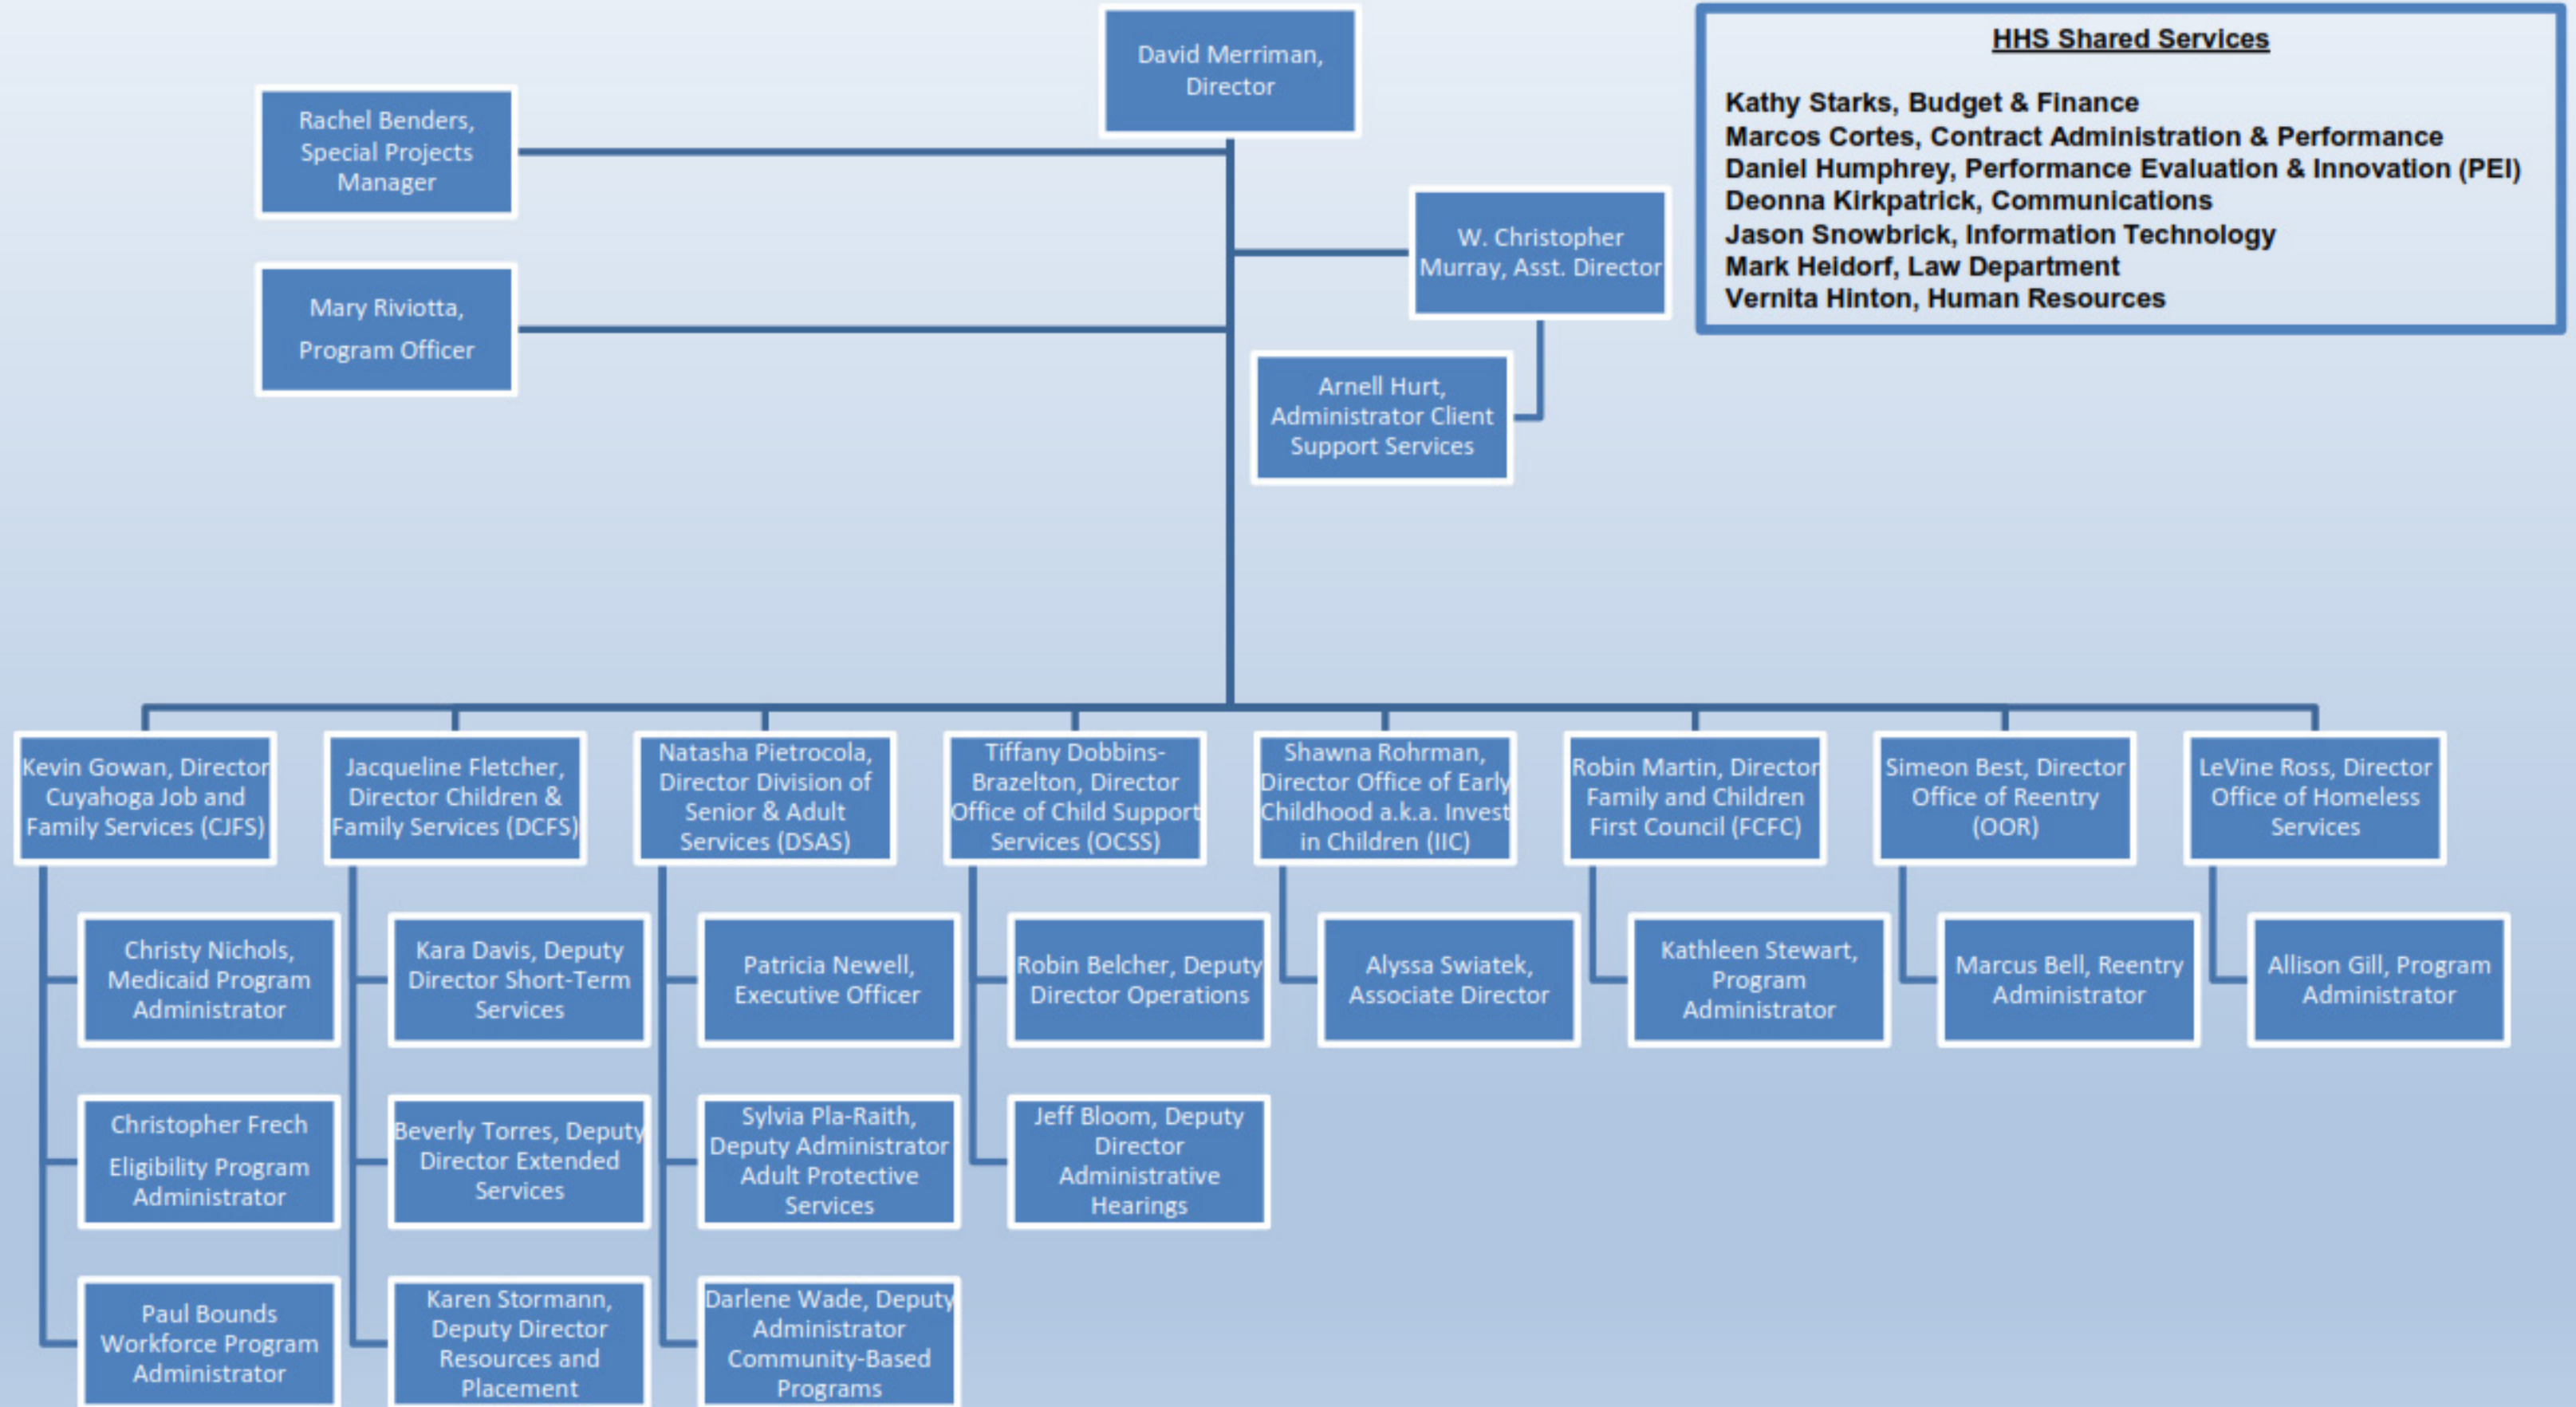 David Merriman,
Director
HHS Shared Services
Kathy Starks, Budget & Finance
Marcos Cortes, Contract Administration & Performance
Daniel Humphrey, Performance Evaluation & Innovation (PEI)
Deonna Kirkpatrick, Communications
Jason Snowbrick, Information Technology
Mark Heidorf, Law Department
Vernita Hinton, Human Resources
Rachel Benders,
Special Projects
Manager
W. Christopher
Murray, Asst. Director
Mary Riviotta,
Program Officer
Arnell Hurt,
Administrator Client
Support Services
Kevin Gowan, Director
Cuyahoga Job and
Family Services (CJFS)
Jacqueline Fletcher,
Director Children &
Family Services (DCFS)
Natasha Pietrocola,
Director Division of
Senior & Adult
Services (DSAS)
Tiffany Dobbins-
Brazelton, Director
Office of Child Support
Services (OCSS)
Shawna Rohrman,
Director Office of Early
Childhood a.k.a. Invest
in Children (IIC)
Robin Martin, Director
Family and Children
First Council (FCFC)
Simeon Best, Director
Office of Reentry
(OOR)
LeVine Ross, Director
Office of Homeless
Services
Christy Nichols,
Medicaid Program
Administrator
Kara Davis, Deputy
Director Short-Term
Services
Patricia Newell,
Executive Officer
Robin Belcher, Deputy
Director Operations
Alyssa Swiatek,
Associate Director
Kathleen Stewart,
Program
Administrator
Marcus Bell, Reentry
Administrator
Allison Gill, Program
Administrator
Christopher Frech
Eligibility Program
Administrator
Beverly Torres, Deputy
Director Extended
Services
Sylvia Pla-Raith,
Deputy Administrator
Adult Protective
Services
Jeff Bloom, Deputy
Director
Administrative
Hearings
Paul Bounds
Workforce Program
Administrator
Karen Stormann,
Deputy Director
Resources and
Placement
Darlene Wade, Deputy
Administrator
Community-Based
Programs